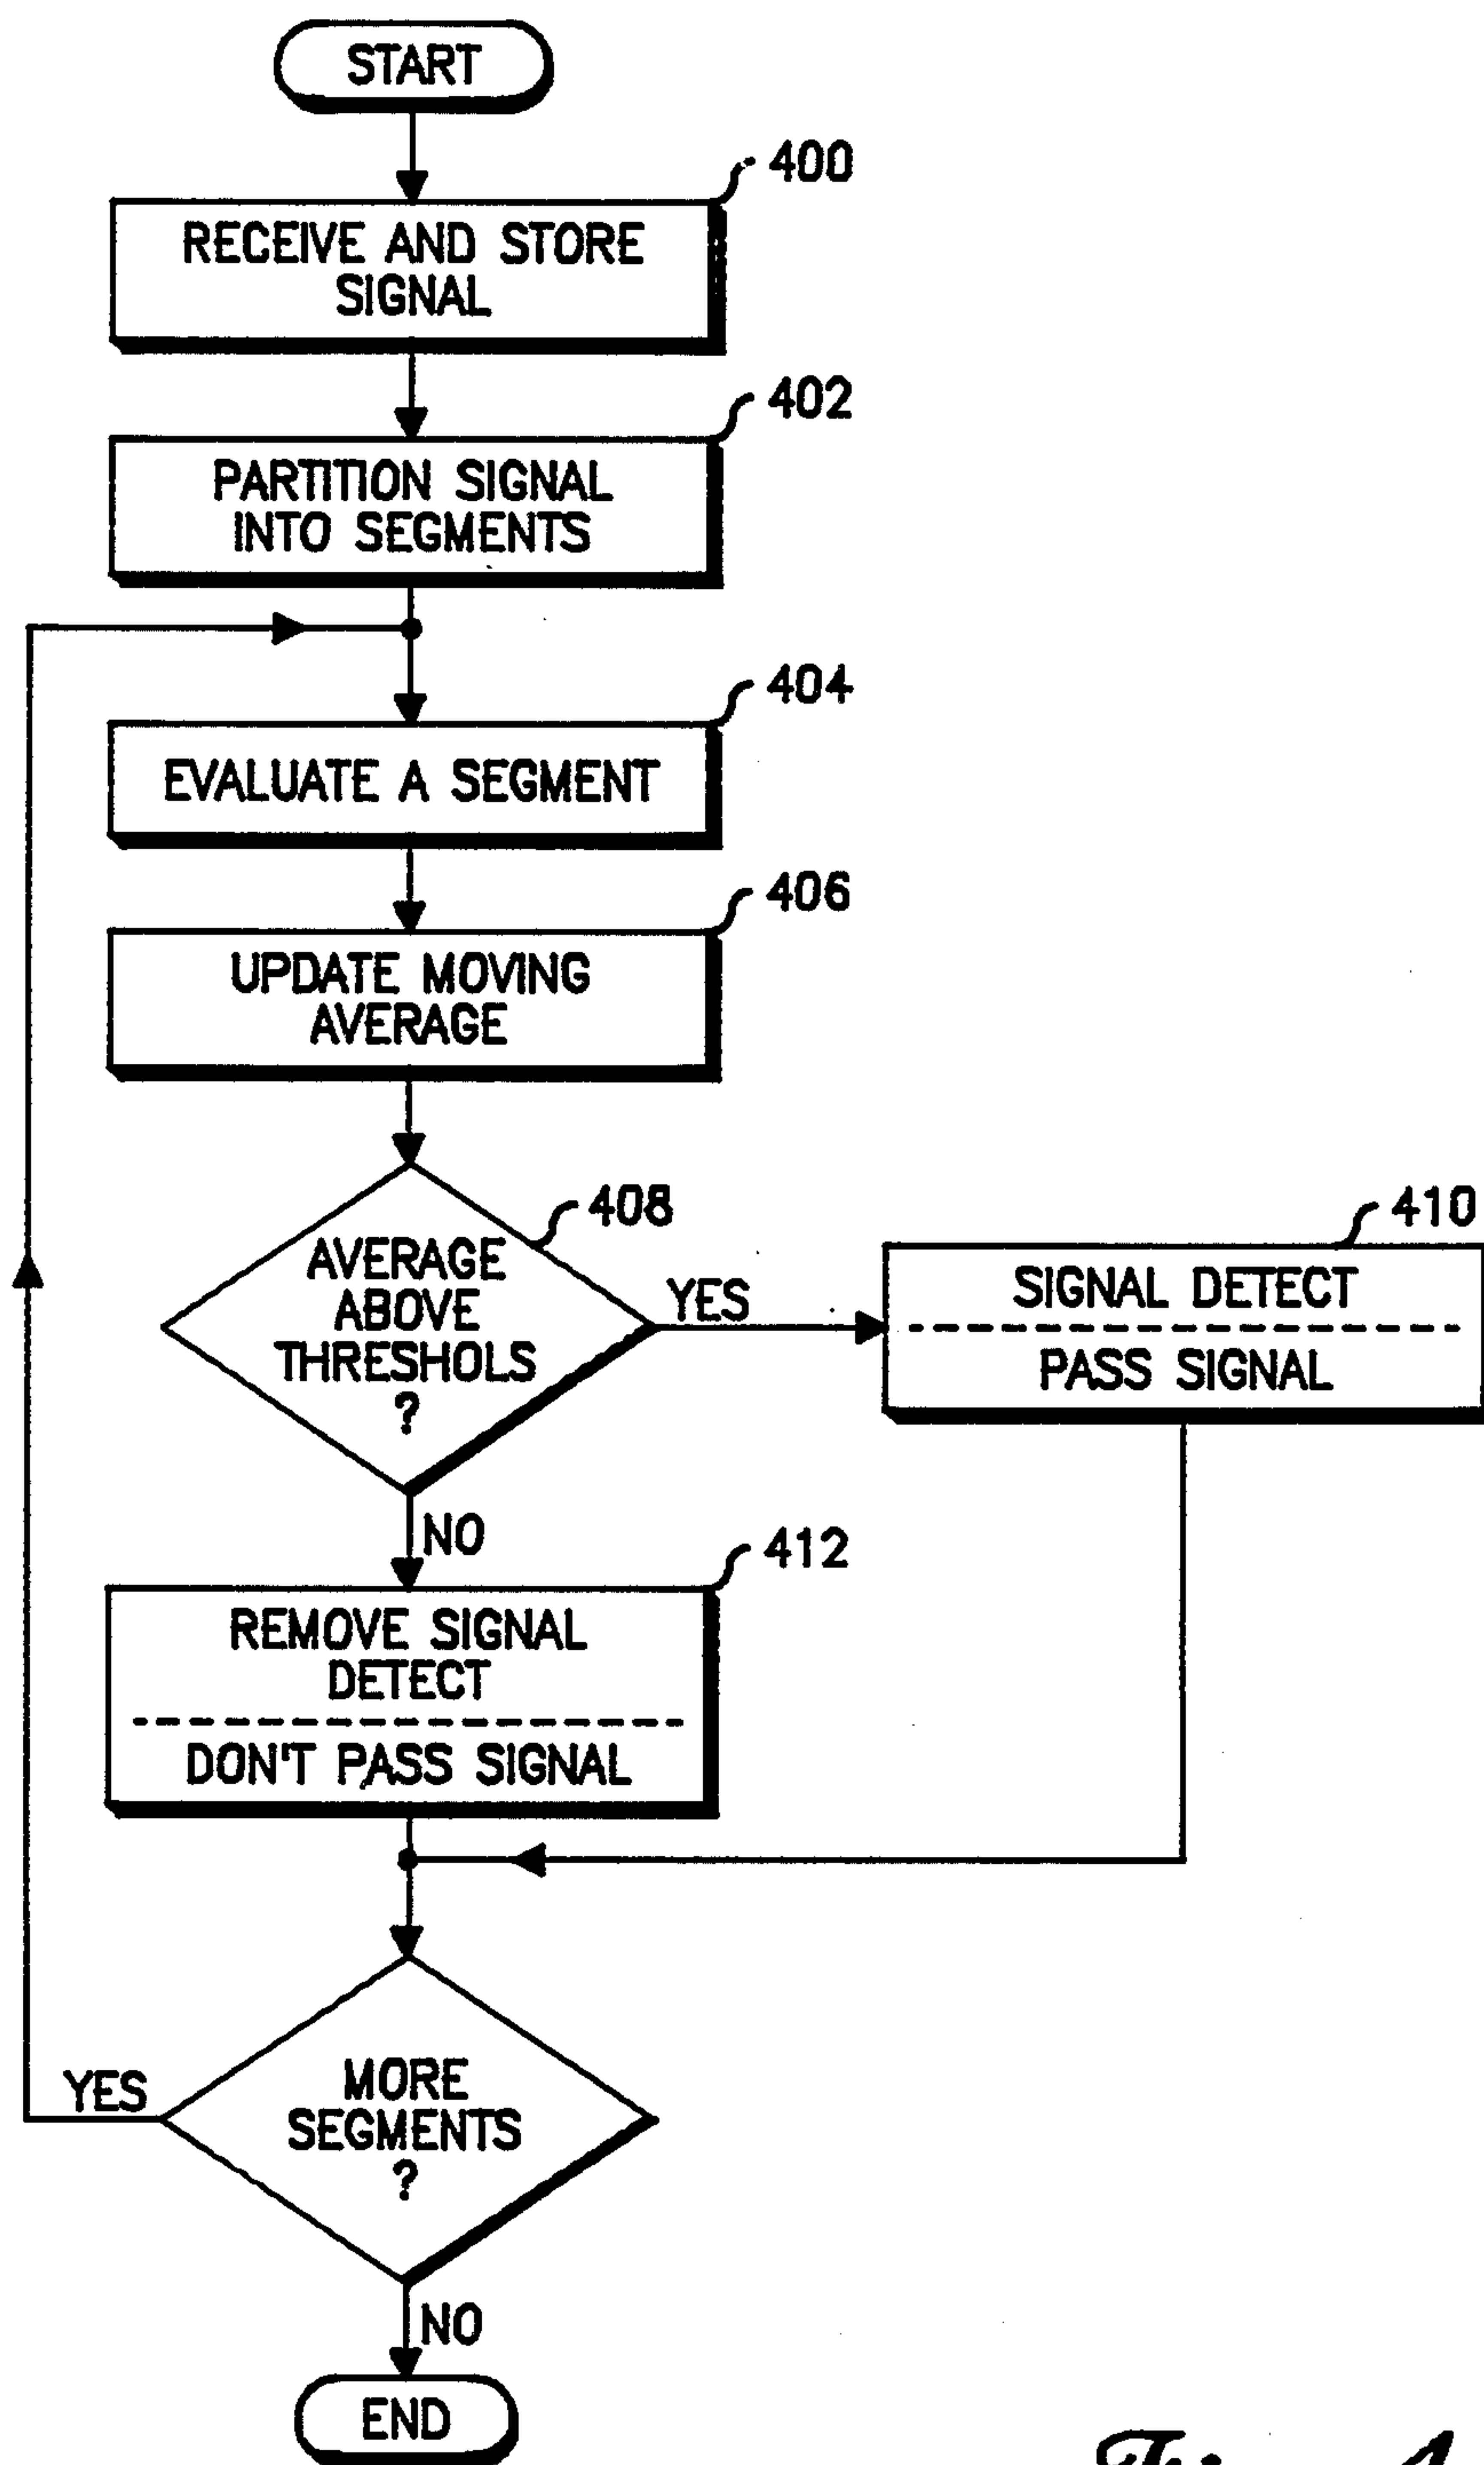 START
400
RECEIVE AND STORE
SIGNAL
402
PARTITION SIGNAL
INTO SEGMENTS
404
EVALUATE A SEGMENT
406
UPDATE MOVING
AVERAGE
408
AVERAGE
ABOVE
THRESHOLS
?
YES
410
SIGNAL DETECT
PASS SIGNAL
NO
412
REMOVE SIGNAL
DETECT
DON'T PASS SIGNAL
MORE
SEGMENTS
?
YES
NO
END